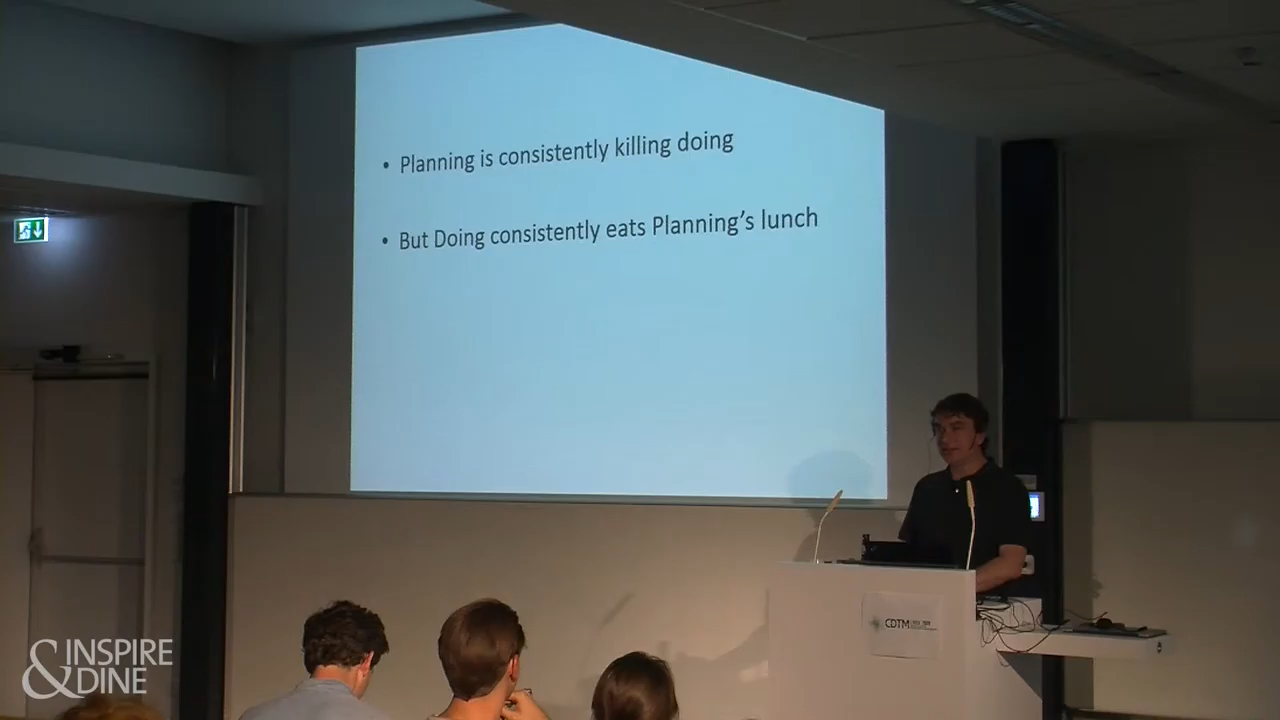 • Planning is consistently killing doing
• But Doing consistently eats Planning's lunch
CDTM
INSPIRE
&DINE